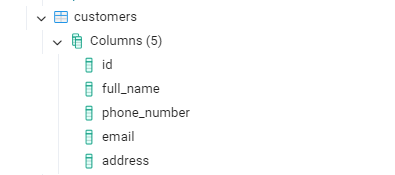 customers
Columns (5)
id
full_name
phone_number
email
address